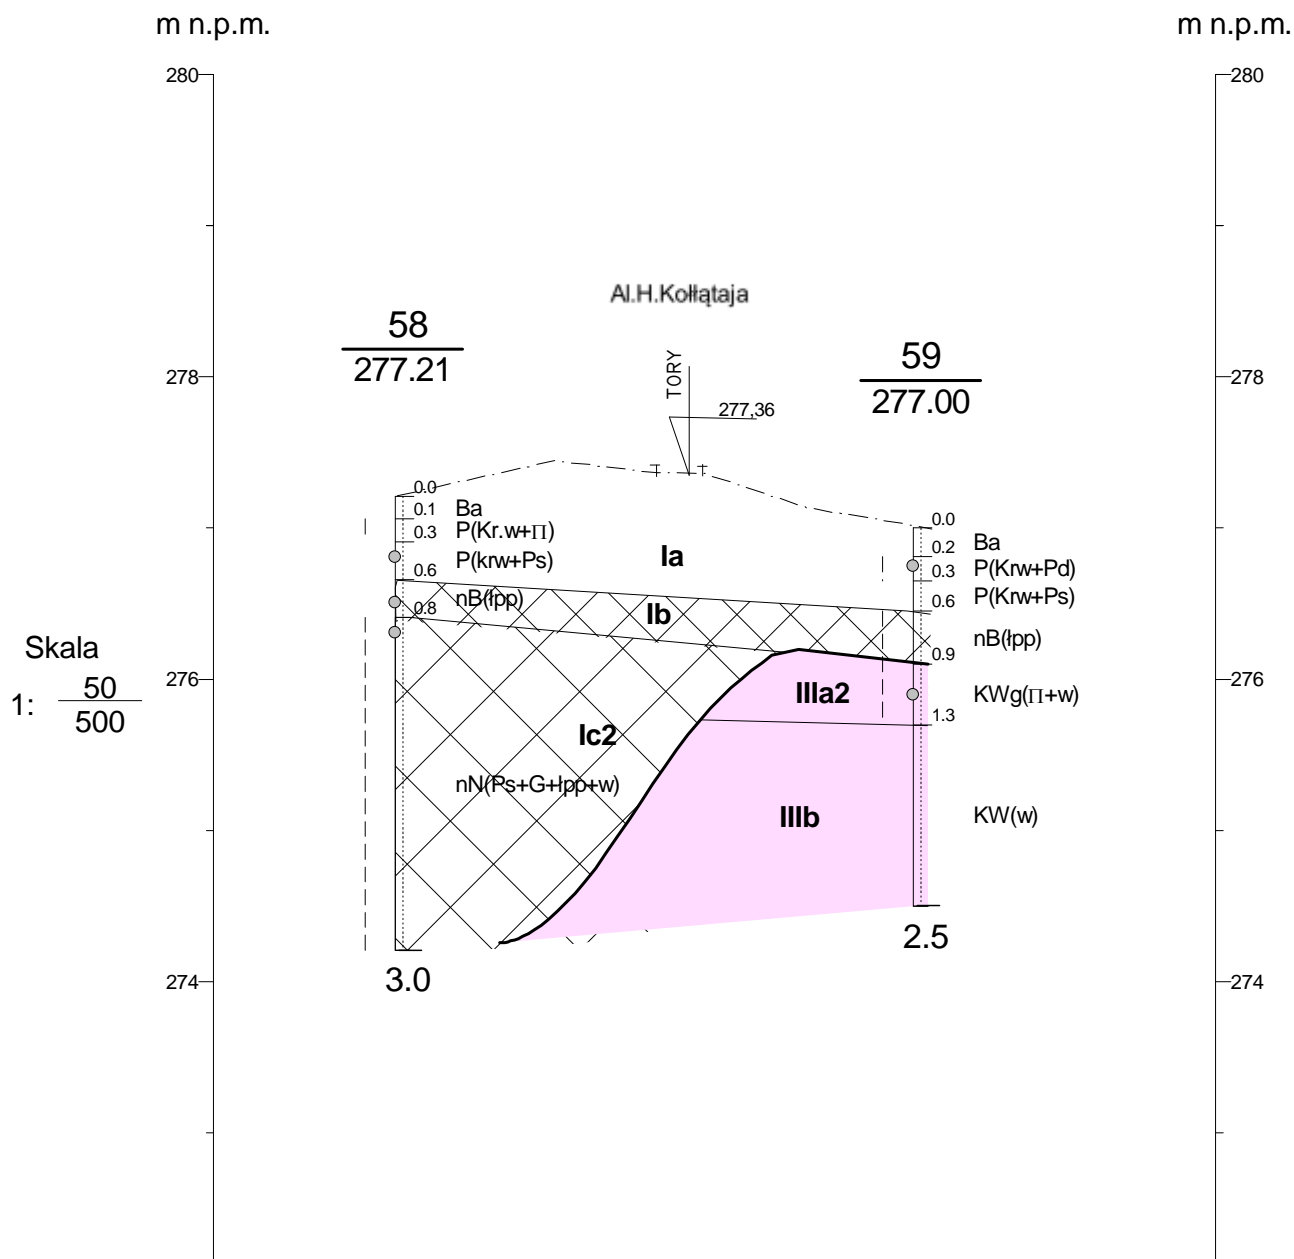 m n.p.m.
m n.p.m.
280
280
Al.H.Kołłątaja
58
277.21
TORY
277,36
59
277.00
278
278
0.0
0.1
Ba
0.3
P(Kr.w+Π)
P(krw+Ps)
0.6
nB(łpp)
0.8
Ia
Ib
0.0
0.2
Ba
0.3
P(Krw+Pd)
0.6
P(Krw+Ps)
nB(łpp)
0.9
KWg(Π+w)
1.3
KW(w)
Skala
1: 50
500
276
276
IIIa2
Ic2
nN(Ps+G+łpp+w)
IIIb
2.5
3.0
274
274